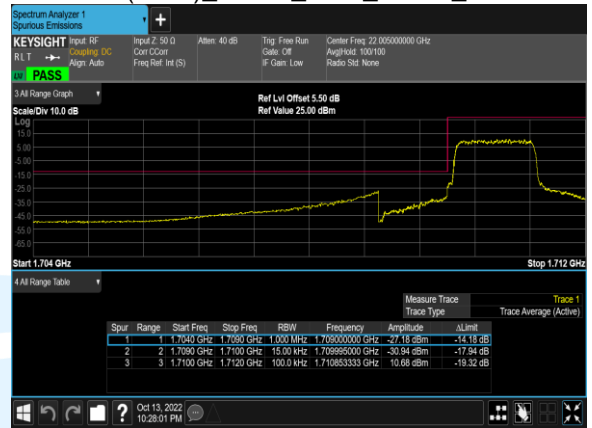 Spectrum Analyzer 1
Spurious Emissions
KEYSIGHT Input: RF Input Z: 50 Ω Atten: 40 dB Trig: Free Run Center Freq: 22.005000000 GHz
RLT Coupling: DC Corr CCorr Gate: Off Avg|Hold: 100/100
Align: Auto Freq Ref: Int (S) IF Gain: Low Radio Std: None
PASS
3 All Range Graph
Ref Lvl Offset 5.50 dB
Scale/Div 10.0 dB Ref Value 25.00 dBm
Log
15.0
5.00
-5.00
-15.0
-25.0
-35.0
-45.0
-55.0
-65.0
Start 1.704 GHz Stop 1.712 GHz
4 All Range Table
Measure Trace Trace 1
Trace Type Trace Average (Active)
Spur Range Start Freq Stop Freq RBW Frequency Amplitude ΔLimit
1 1 1.7040 GHz 1.7090 GHz 1.000 MHz 1.709000000 GHz -27.18 dBm -14.18 dB
2 2 1.7090 GHz 1.7100 GHz 15.00 kHz 1.709995000 GHz -30.94 dBm -17.94 dB
3 3 1.7100 GHz 1.7120 GHz 100.0 kHz 1.710853333 GHz 10.68 dBm -19.32 dB
Oct 13, 2022
10:28:01 PM